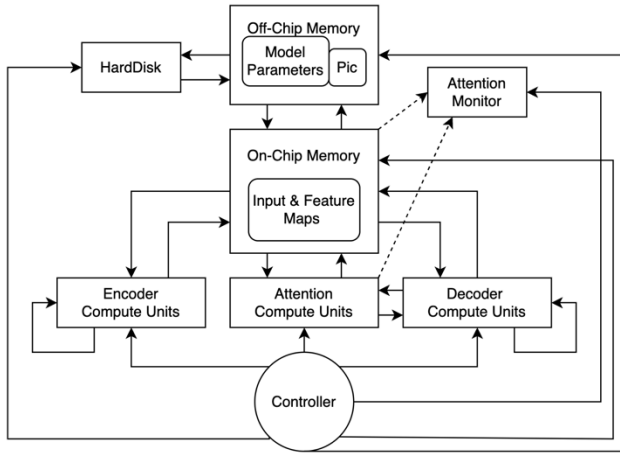 Off-Chip Memory
Model
Parameters
Pic
HardDisk
Attention
Monitor
On-Chip Memory
Input & Feature
Maps
Encoder
Compute Units
Attention
Compute Units
Decoder
Compute Units
Controller